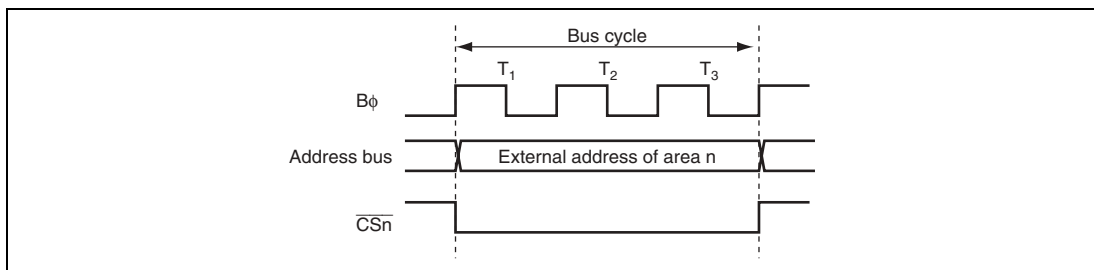 Bus cycle
T1 T2 T3
Bϕ
Address bus External address of area n
CSn